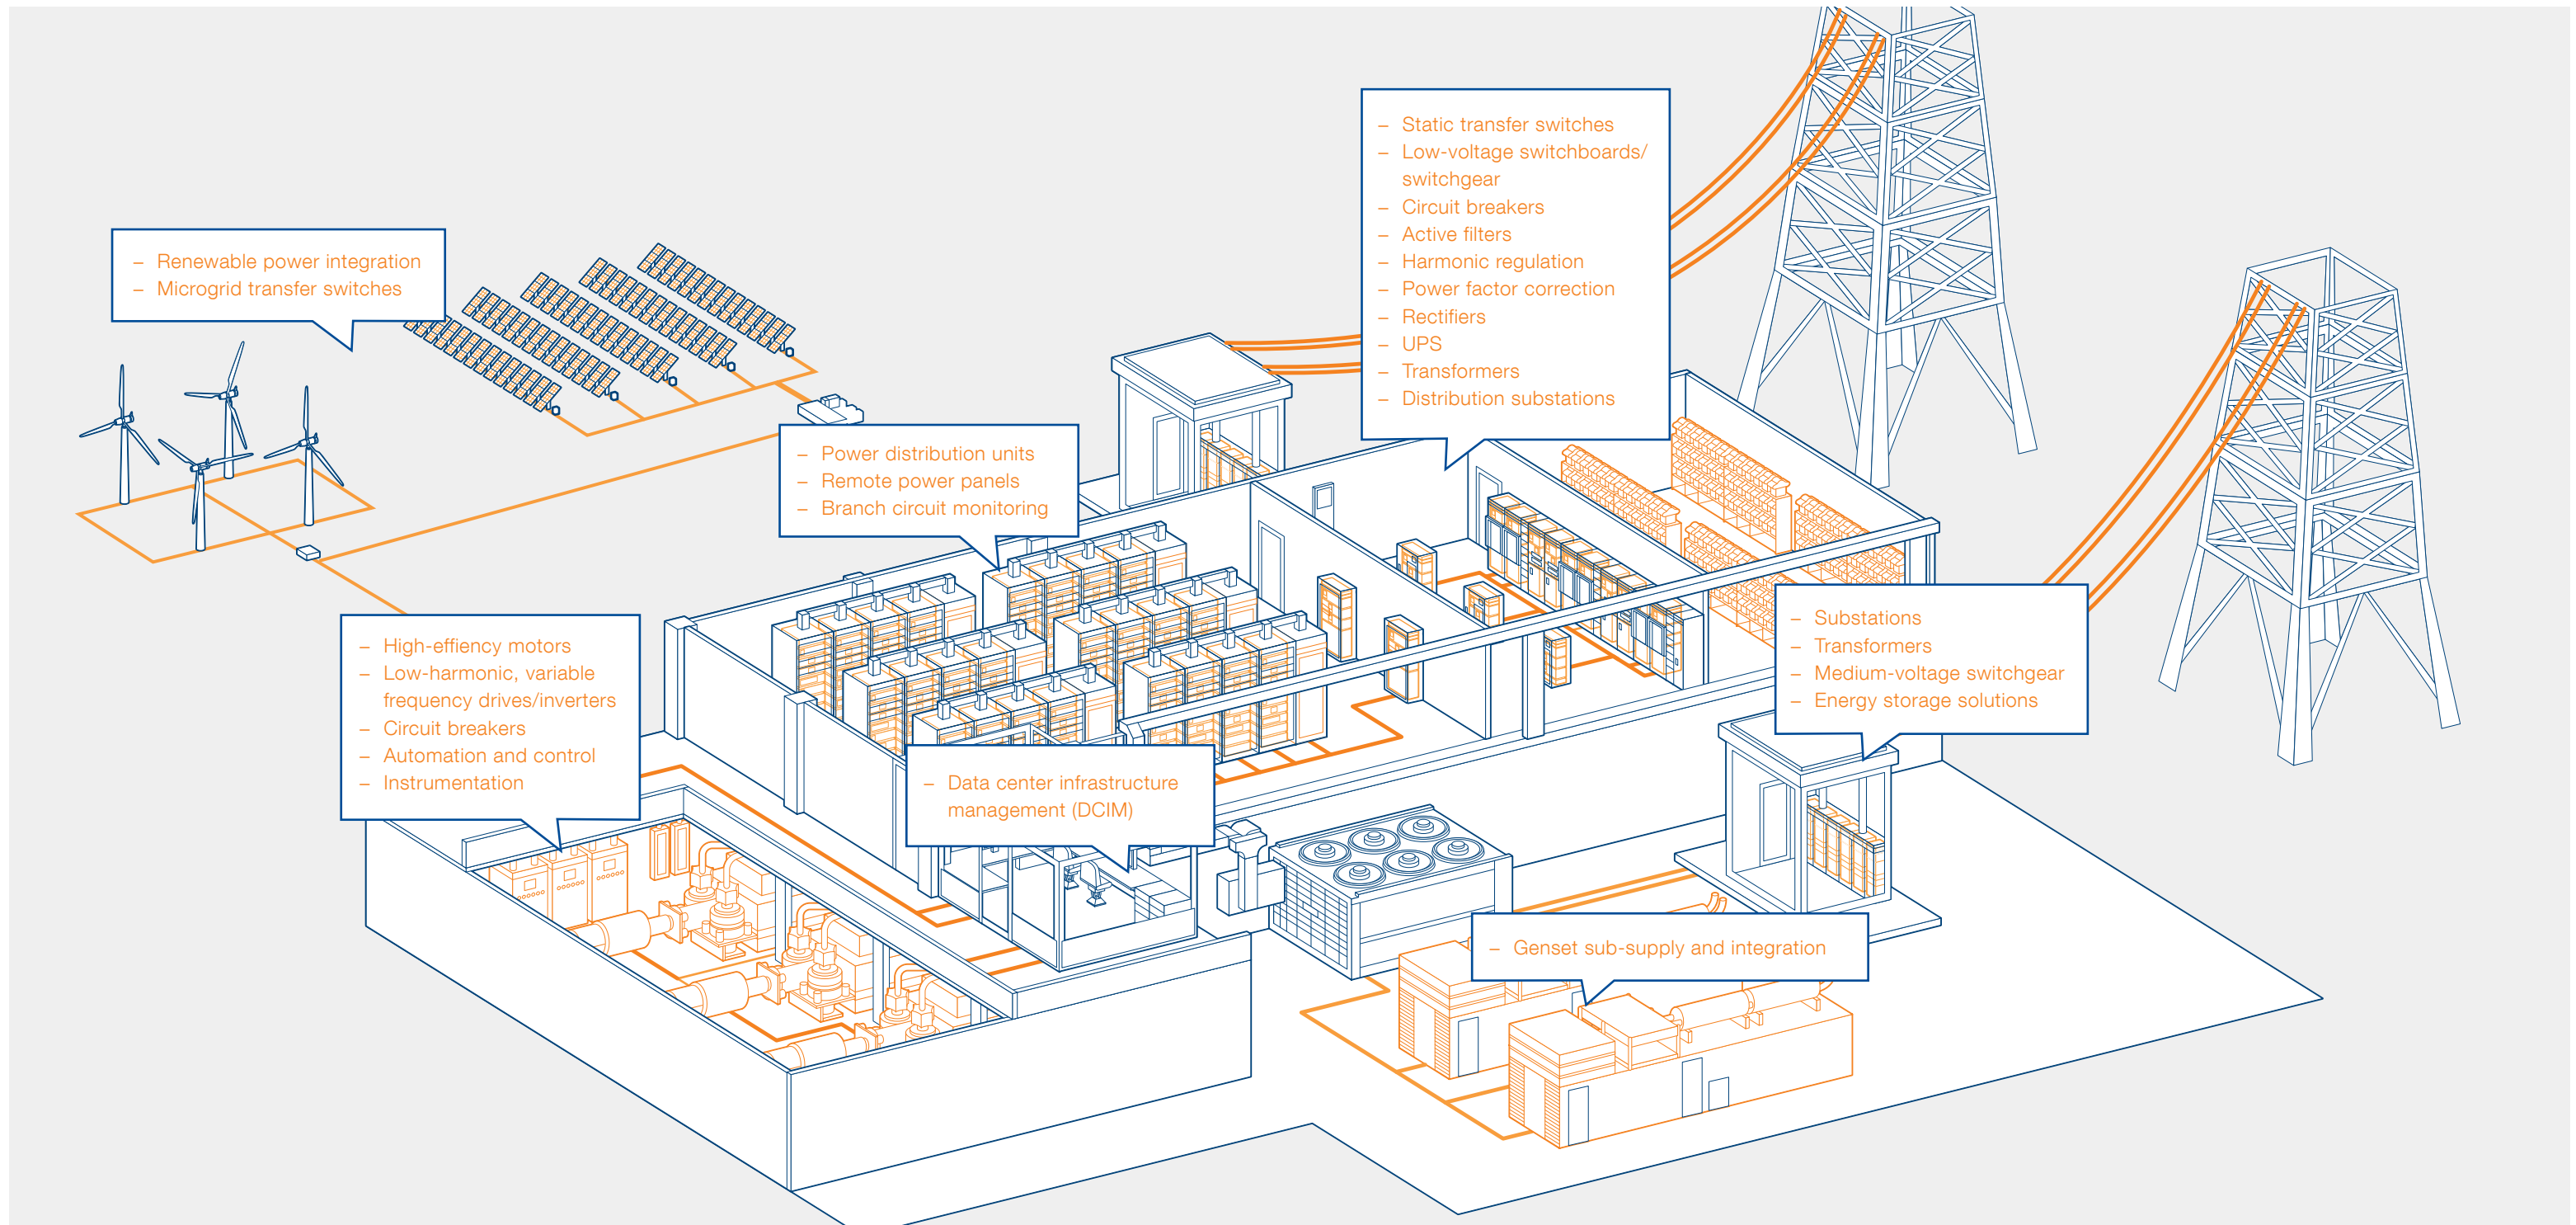 – Static transfer switches
– Low-voltage switchboards/
switchgear
– Circuit breakers
– Active filters
– Harmonic regulation
– Power factor correction
– Rectifiers
– UPS
– Transformers
– Distribution substations
– Renewable power integration
– Microgrid transfer switches
– Power distribution units
– Remote power panels
– Branch circuit monitoring
– High-effiency motors
– Low-harmonic, variable
frequency drives/inverters
– Circuit breakers
– Automation and control
– Instrumentation
– Substations
– Transformers
– Medium-voltage switchgear
– Energy storage solutions
– Data center infrastructure
management (DCIM)
– Genset sub-supply and integration